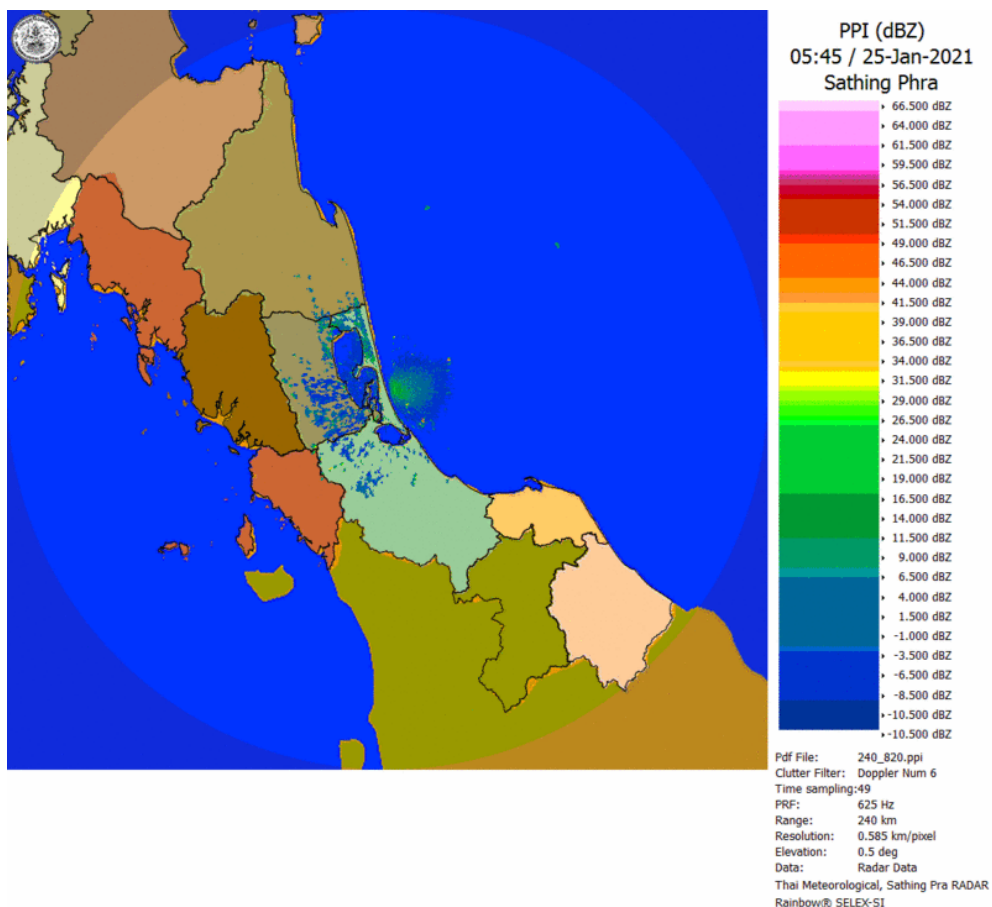 PPI (dBZ)
05:45 / 25-Jan-2021
Sathing Phra
66.500 dBZ
64.000 dBZ
61.500 dBZ
59.500 dBZ
56.500 dBZ
54.000 dBZ
51.500 dBZ
49.000 dBZ
46.500 dBZ
44.000 dBZ
41.500 dBZ
39.000 dBZ
36.500 dBZ
34.000 dBZ
31.500 dBZ
29.000 dBZ
26.500 dBZ
24.000 dBZ
21.500 dBZ
19.000 dBZ
16.500 dBZ
14.000 dBZ
11.500 dBZ
9.000 dBZ
6.500 dBZ
4.000 dBZ
1.500 dBZ
-1.000 dBZ
-3.500 dBZ
-6.500 dBZ
-8.500 dBZ
-10.500 dBZ
-10.500 dBZ
Pdf File: 240_820.ppi
Clutter Filter: Doppler Num 6
Time sampling:49
PRF: 625 Hz
Range: 240 km
Resolution: 0.585 km/pixel
Elevation: 0.5 deg
Data: Radar Data
Thai Meteorological, Sathing Pra RADAR
Rainbow® SELEX-SI